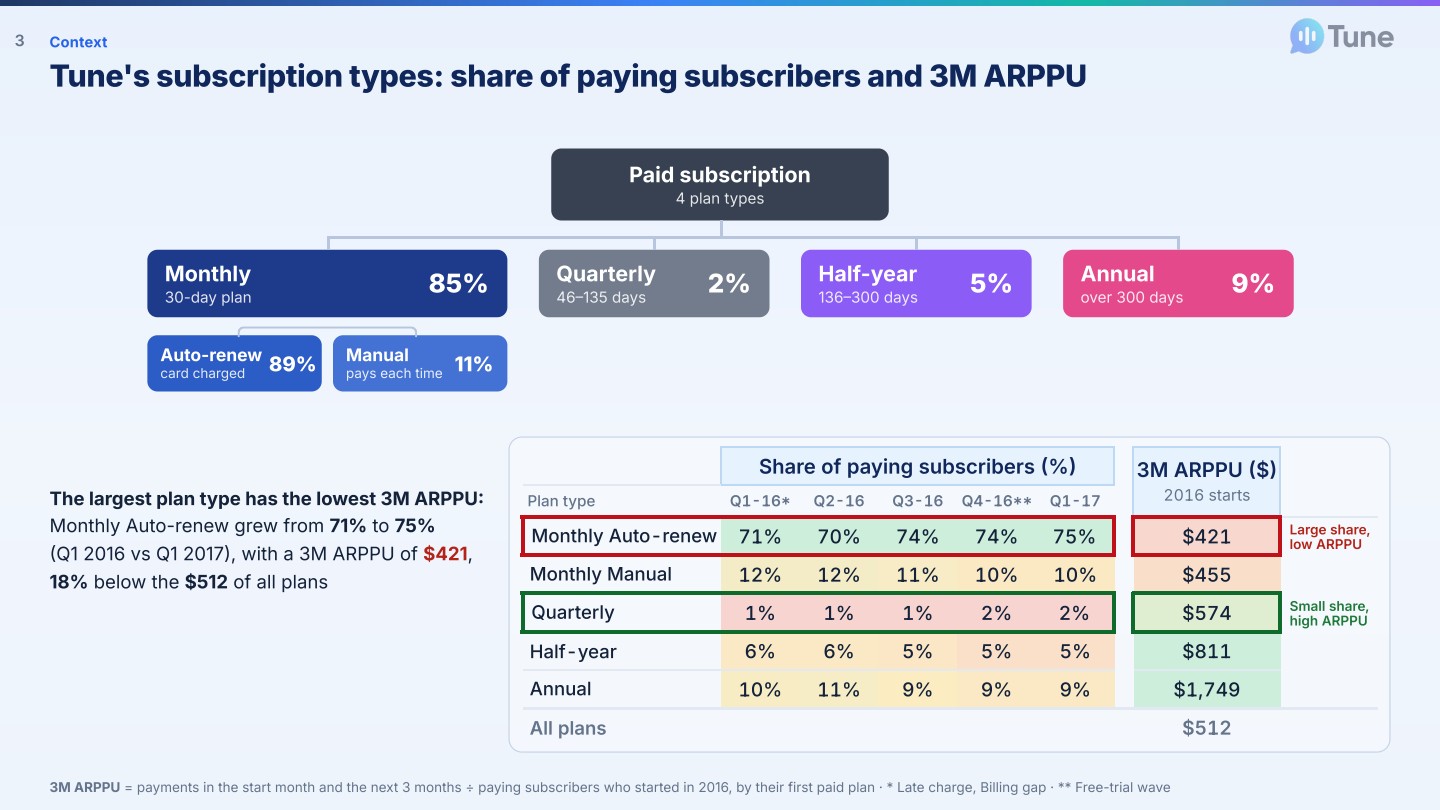 3
Context
Tune
Tune's subscription types: share of paying subscribers and 3M ARPPU
Paid subscription
4 plan types
Monthly
30-day plan
85%
Quarterly
46–135 days
2%
Half-year
136–300 days
5%
Annual
over 300 days
9%
Auto-renew
card charged
89%
Manual
pays each time
11%
The largest plan type has the lowest 3M ARPPU:
Monthly Auto-renew grew from 71% to 75%
(Q1 2016 vs Q1 2017), with a 3M ARPPU of $421,
18% below the $512 of all plans
Share of paying subscribers (%)
3M ARPPU ($)
2016 starts
Plan type Q1-16* Q2-16 Q3-16 Q4-16** Q1-17
Monthly Auto-renew 71% 70% 74% 74% 75% $421
Large share,
low ARPPU
Monthly Manual 12% 12% 11% 10% 10% $455
Quarterly 1% 1% 1% 2% 2% $574
Small share,
high ARPPU
Half-year 6% 6% 5% 5% 5% $811
Annual 10% 11% 9% 9% 9% $1,749
All plans $512
3M ARPPU = payments in the start month and the next 3 months ÷ paying subscribers who started in 2016, by their first paid plan · * Late charge, Billing gap · ** Free-trial wave